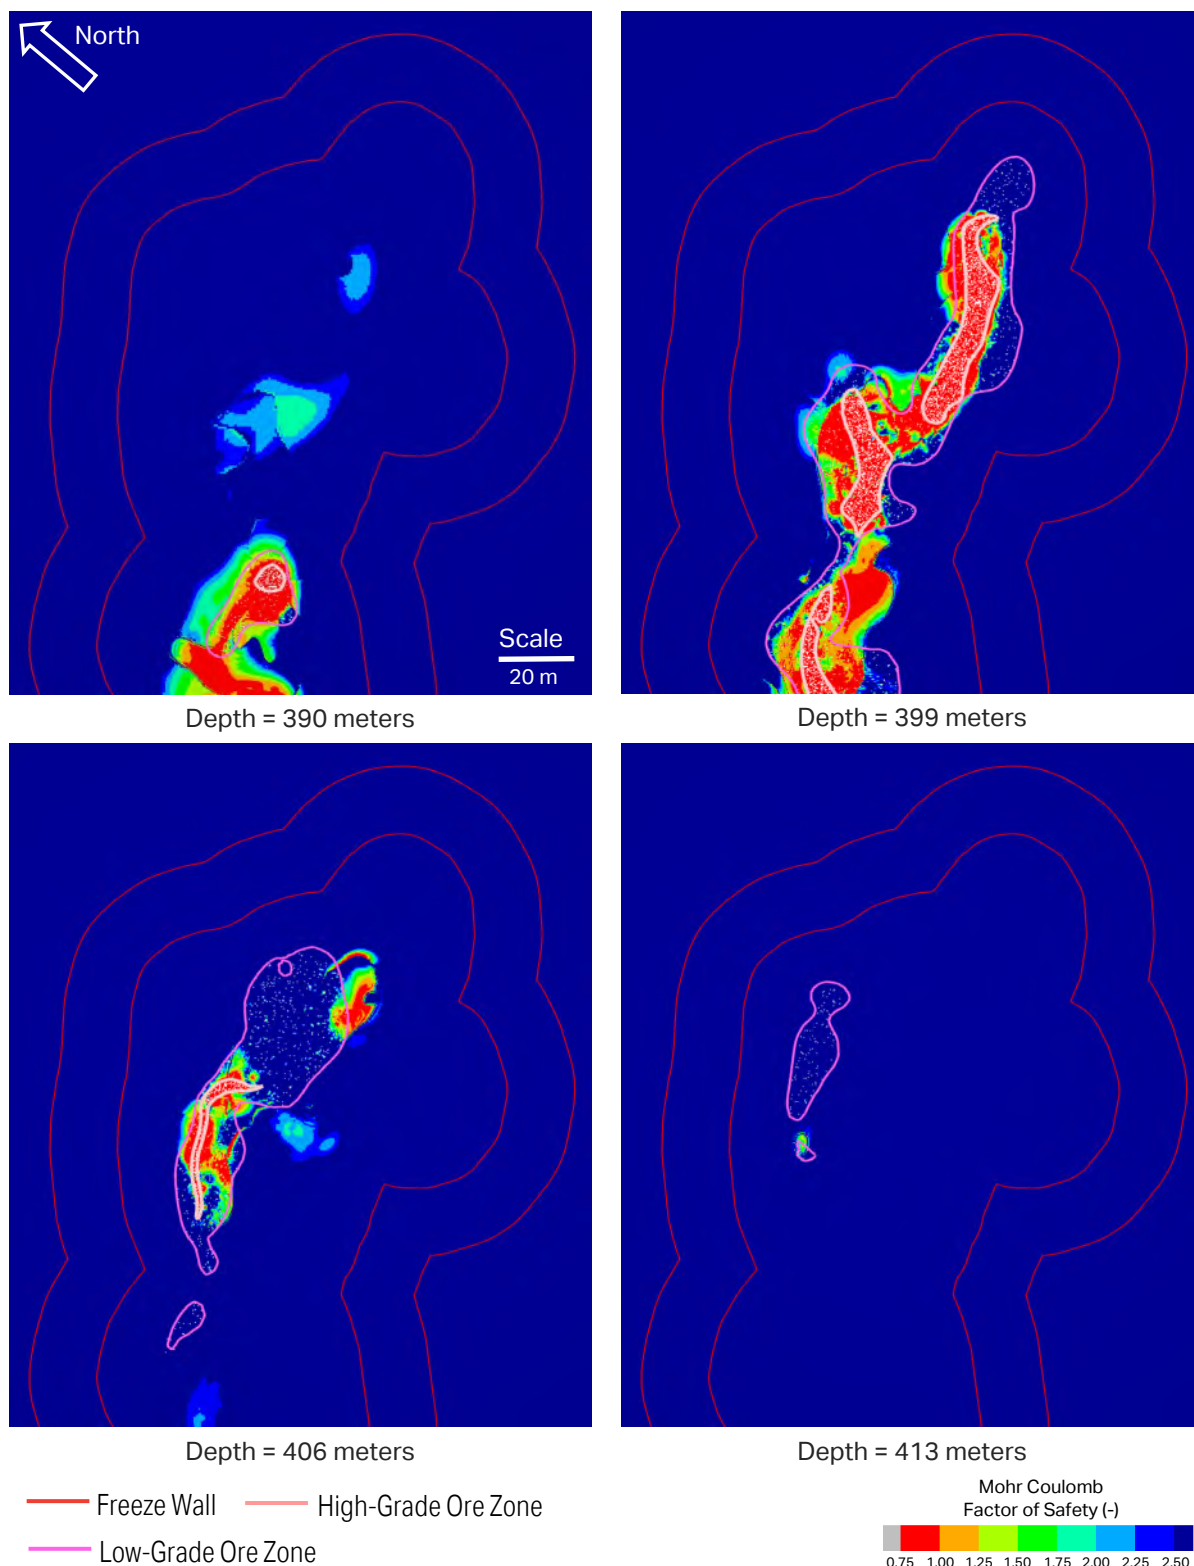 North
Scale
20 m
Depth = 390 meters
Depth = 399 meters
Depth = 406 meters
Depth = 413 meters
Freeze Wall
High-Grade Ore Zone
Low-Grade Ore Zone
Mohr Coulomb
Factor of Safety (-)
0.75 1.00 1.25 1.50 1.75 2.00 2.25 2.50